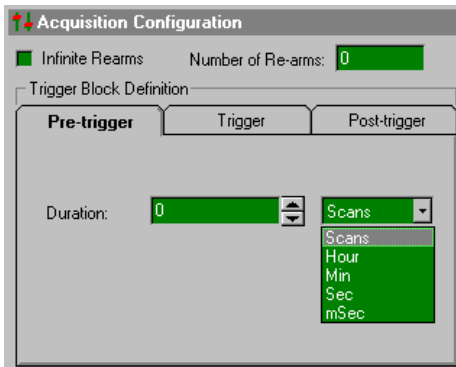 Acquisition Configuration
Infinite Rearms Number of Re-arms: 0
Trigger Block Definition
Pre-trigger Trigger Post-trigger
Duration: 0 Scans
Scans
Hour
Min
Sec
mSec